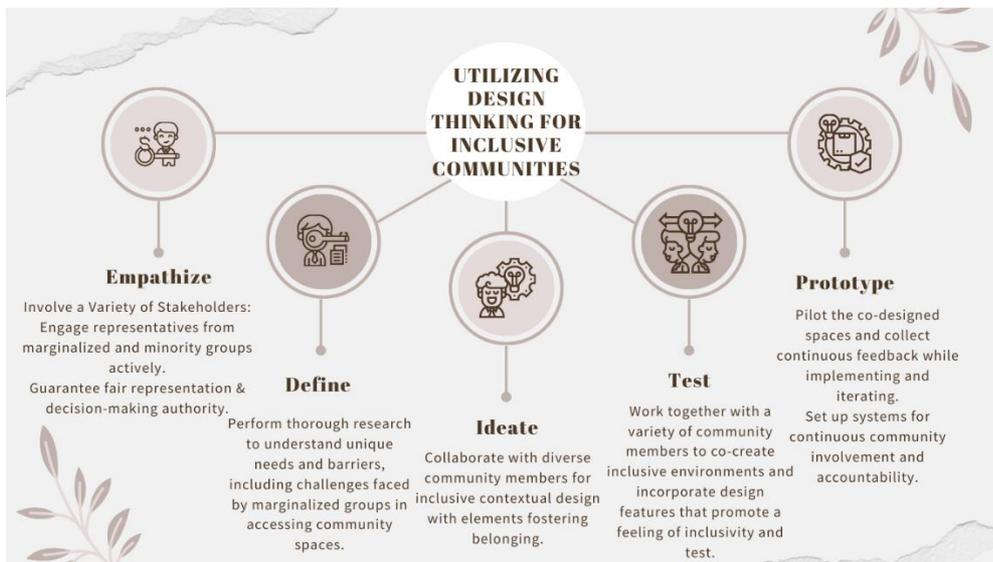 UTILIZING
DESIGN
THINKING FOR
INCLUSIVE
COMMUNITIES
Empathize
Involve a Variety of Stakeholders:
Engage representatives from
marginalized and minority groups
actively.
Guarantee fair representation &
decision-making authority.
Define
Perform thorough research
to understand unique
needs and barriers,
including challenges faced
by marginalized groups in
accessing community
spaces.
Ideate
Collaborate with diverse
community members for
inclusive contextual design
with elements fostering
belonging.
Test
Work together with a
variety of community
members to co-create
inclusive environments and
incorporate design
features that promote a
feeling of inclusivity and
test.
Prototype
Pilot the co-designed
spaces and collect
continuous feedback while
implementing and
iterating.
Set up systems for
continuous community
involvement and
accountability.